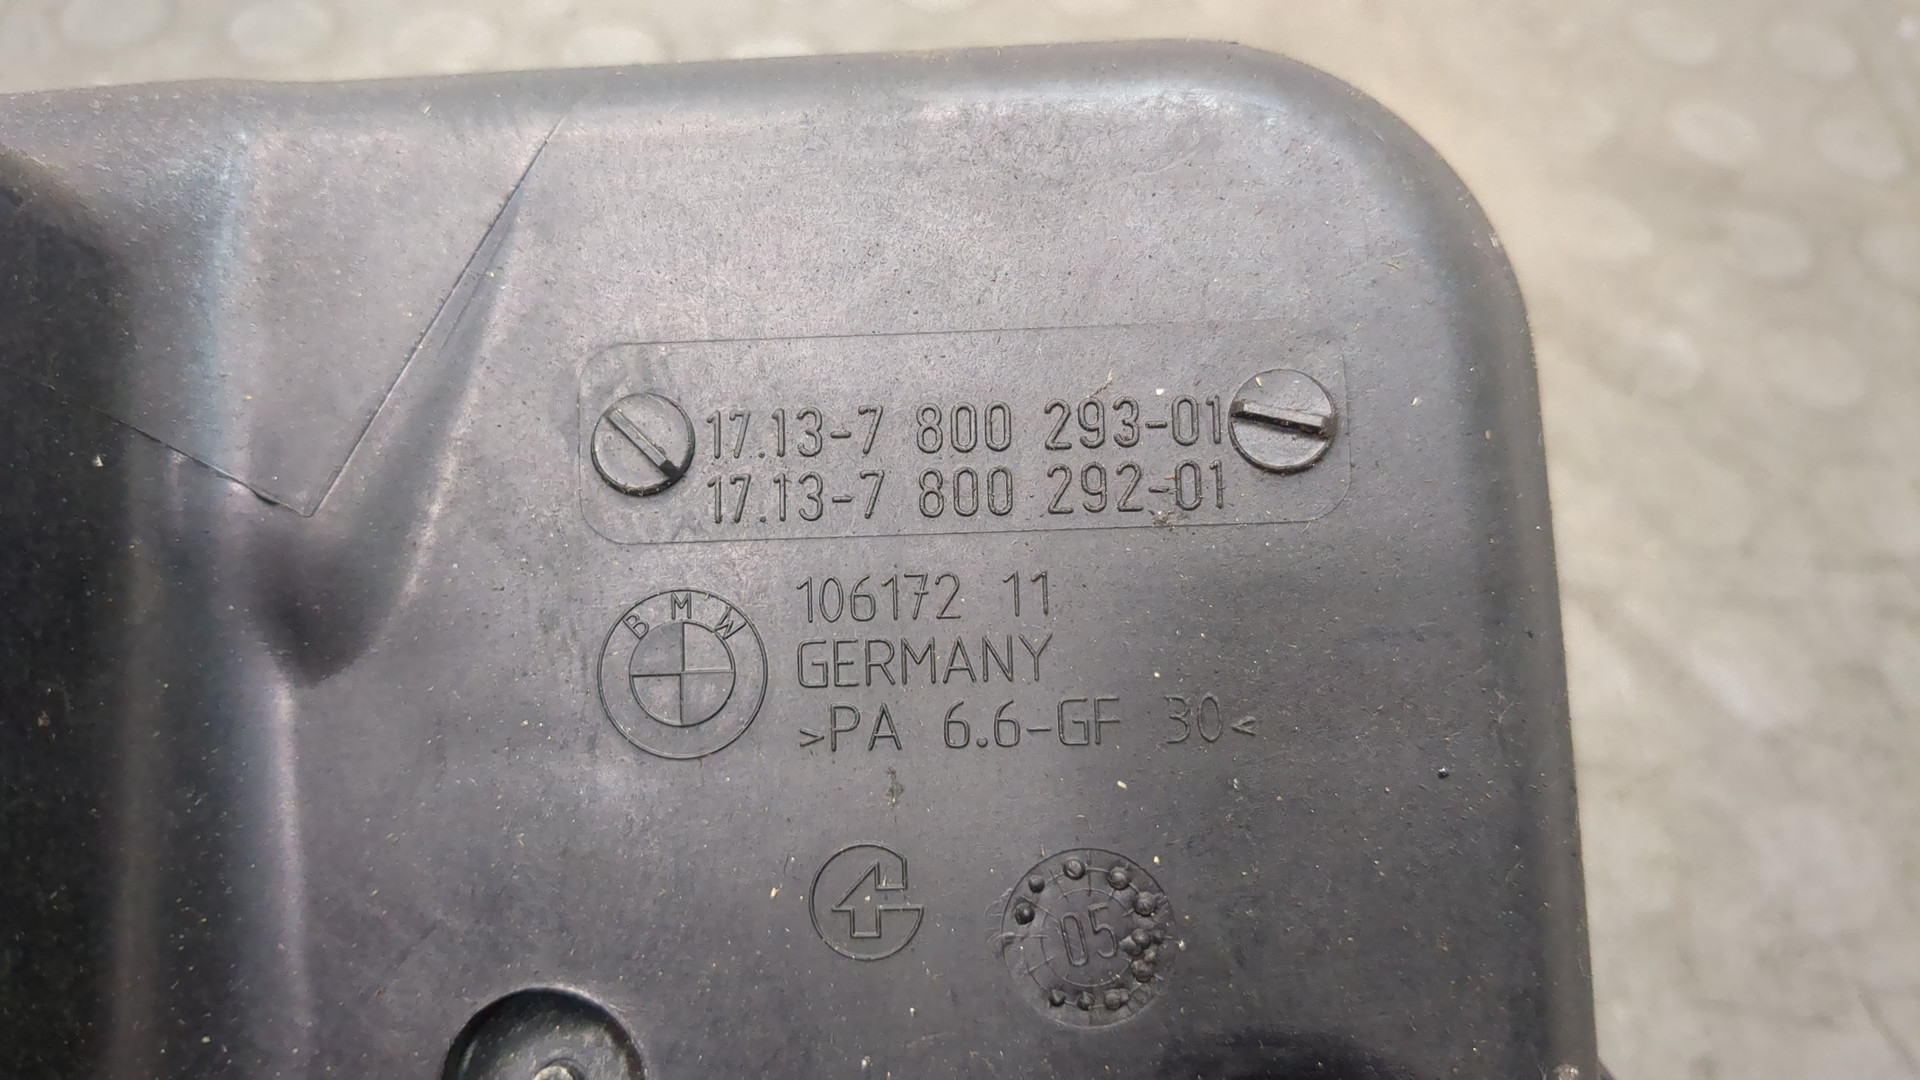 17.13-7 800 293-01
17.13-7 800 292-01
BMW
106172 11
GERMANY
>PA 6.6-GF 30<
05